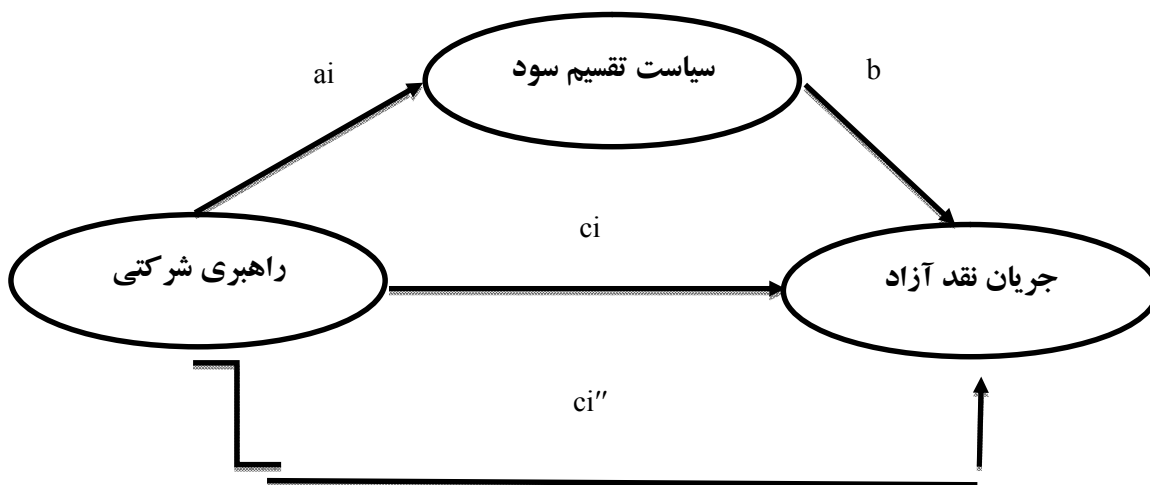 سیاست تقسیم سود
ai
b
ci
راهبری شرکتی
جریان نقد آزاد
ci″